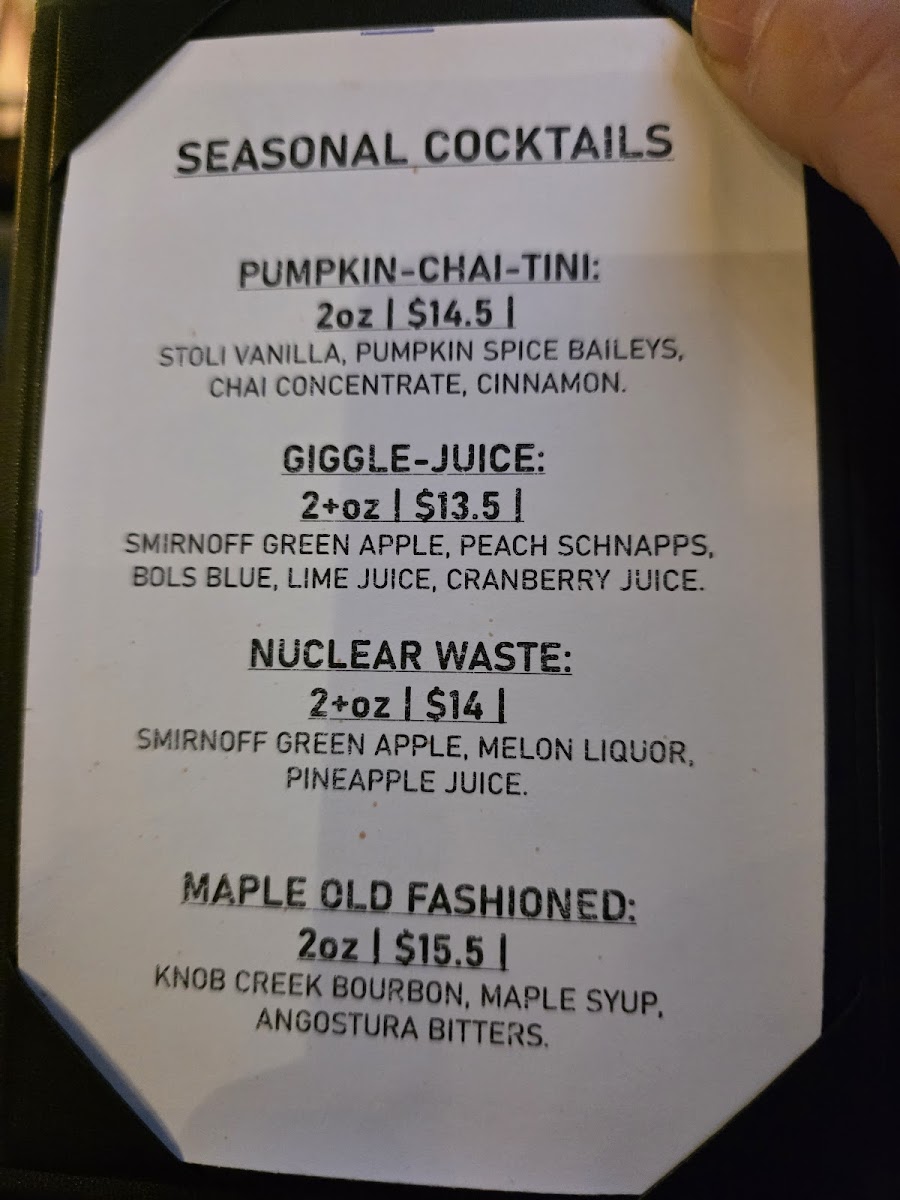 SEASONAL COCKTAILS
PUMPKIN-CHAI-TINI:
2oz | $14.5 |
STOLI VANILLA, PUMPKIN SPICE BAILEYS,
CHAI CONCENTRATE, CINNAMON.
GIGGLE-JUICE:
2+oz | $13.5 |
SMIRNOFF GREEN APPLE, PEACH SCHNAPPS,
BOLS BLUE, LIME JUICE, CRANBERRY JUICE.
NUCLEAR WASTE:
2+oz | $14 |
SMIRNOFF GREEN APPLE, MELON LIQUOR,
PINEAPPLE JUICE.
MAPLE OLD FASHIONED:
2oz | $15.5 |
KNOB CREEK BOURBON, MAPLE SYUP,
ANGOSTURA BITTERS.